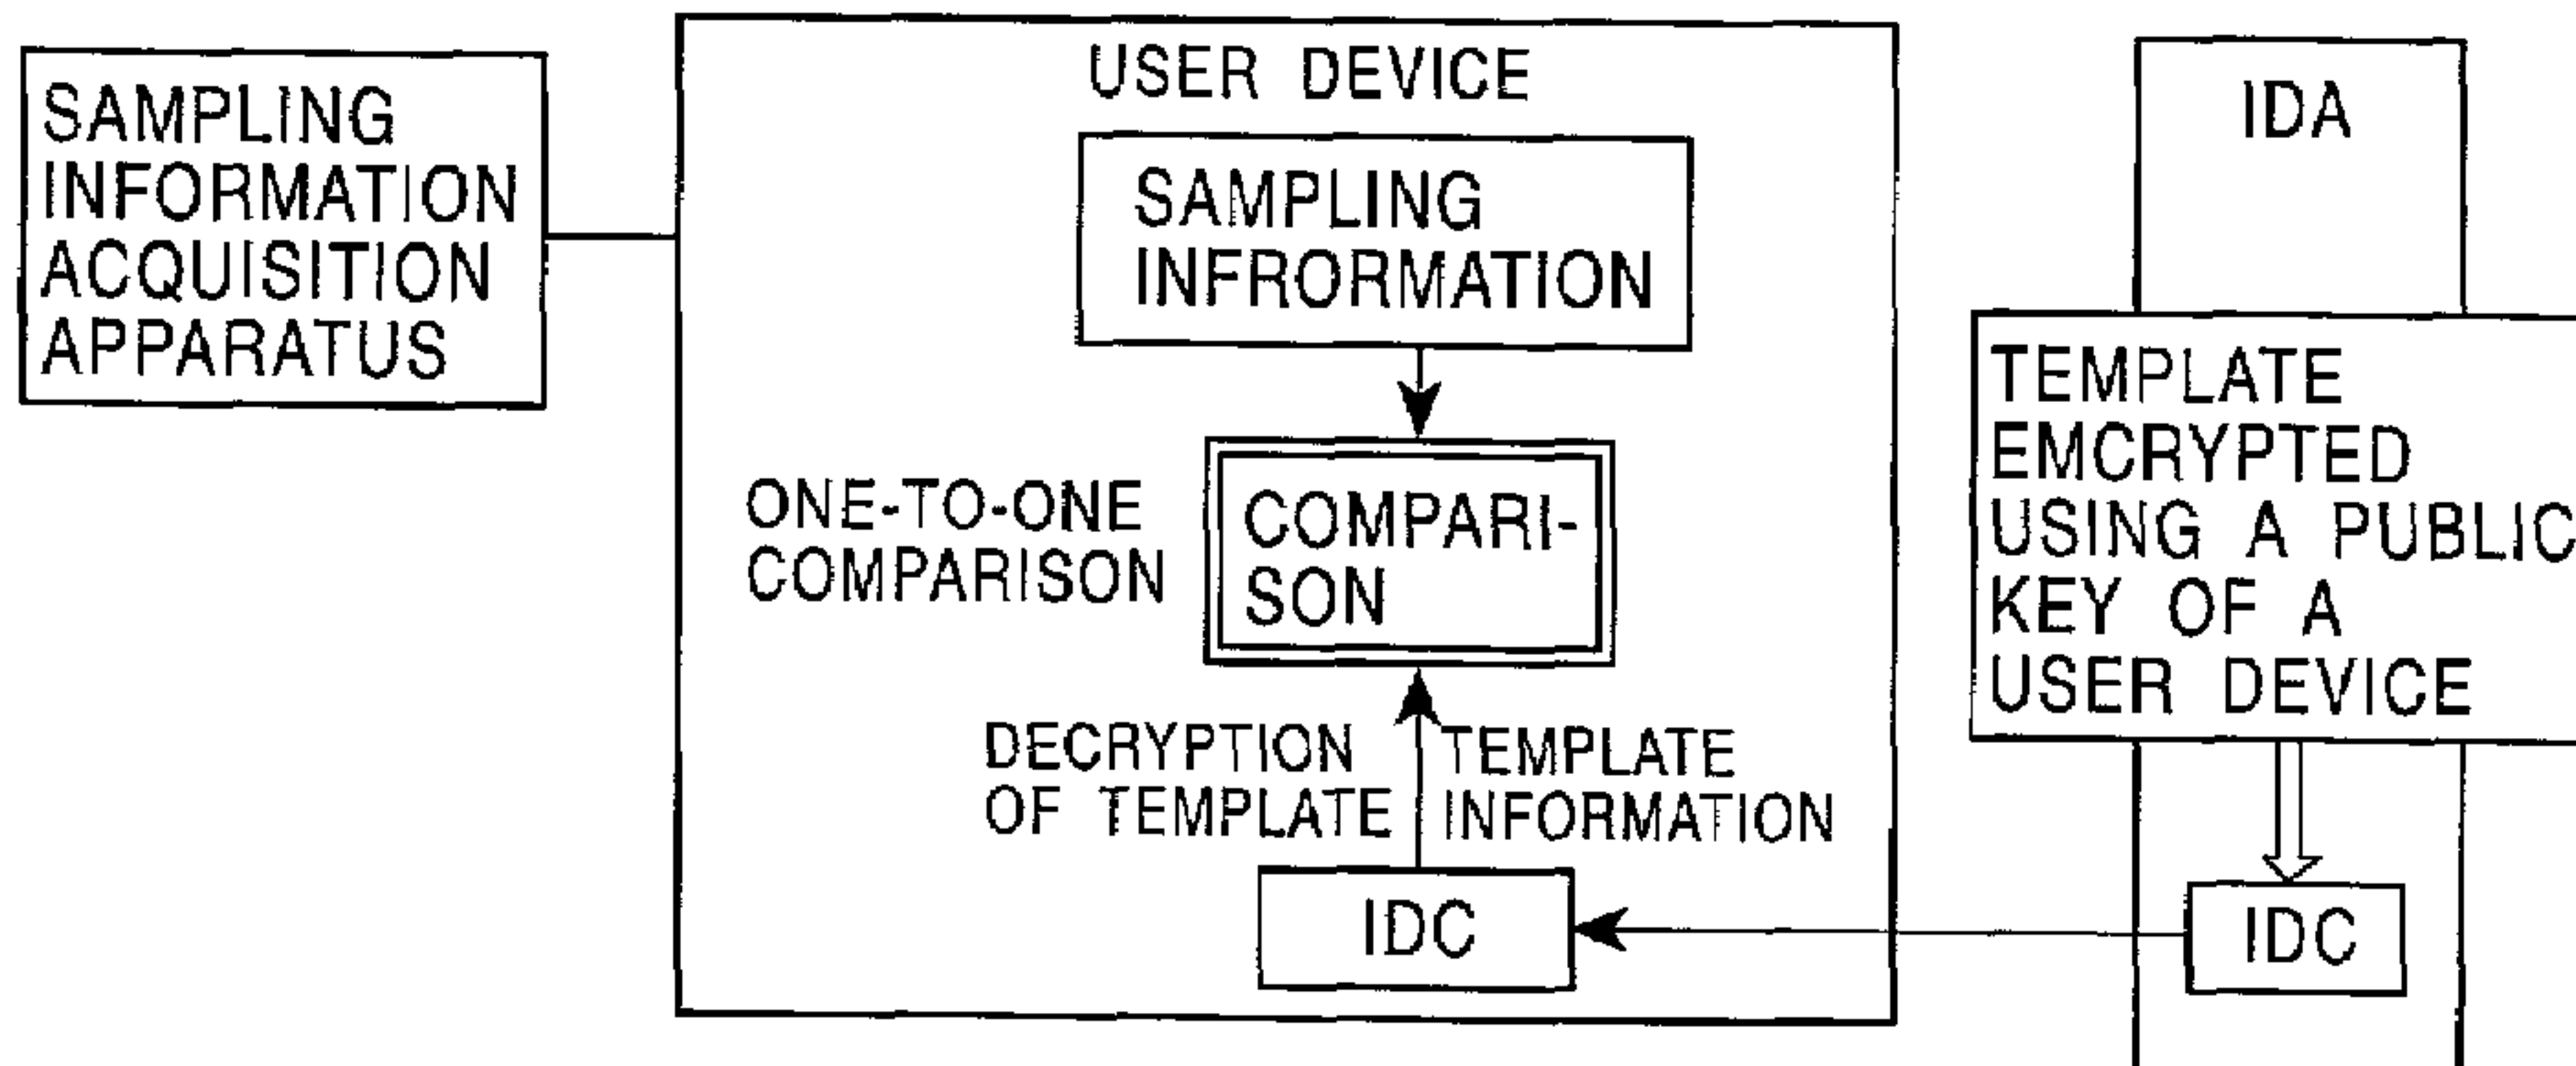 SAMPLING
INFORMATION
ACQUISITION
APPARATUS
USER DEVICE
SAMPLING
INFRORMATION
ONE-TO-ONE
COMPARISON
COMPARI-
SON
DECRYPTION
OF TEMPLATE
TEMPLATE
INFORMATION
IDC
IDA
TEMPLATE
EMCRYPTED
USING A PUBLIC
KEY OF A
USER DEVICE
IDC